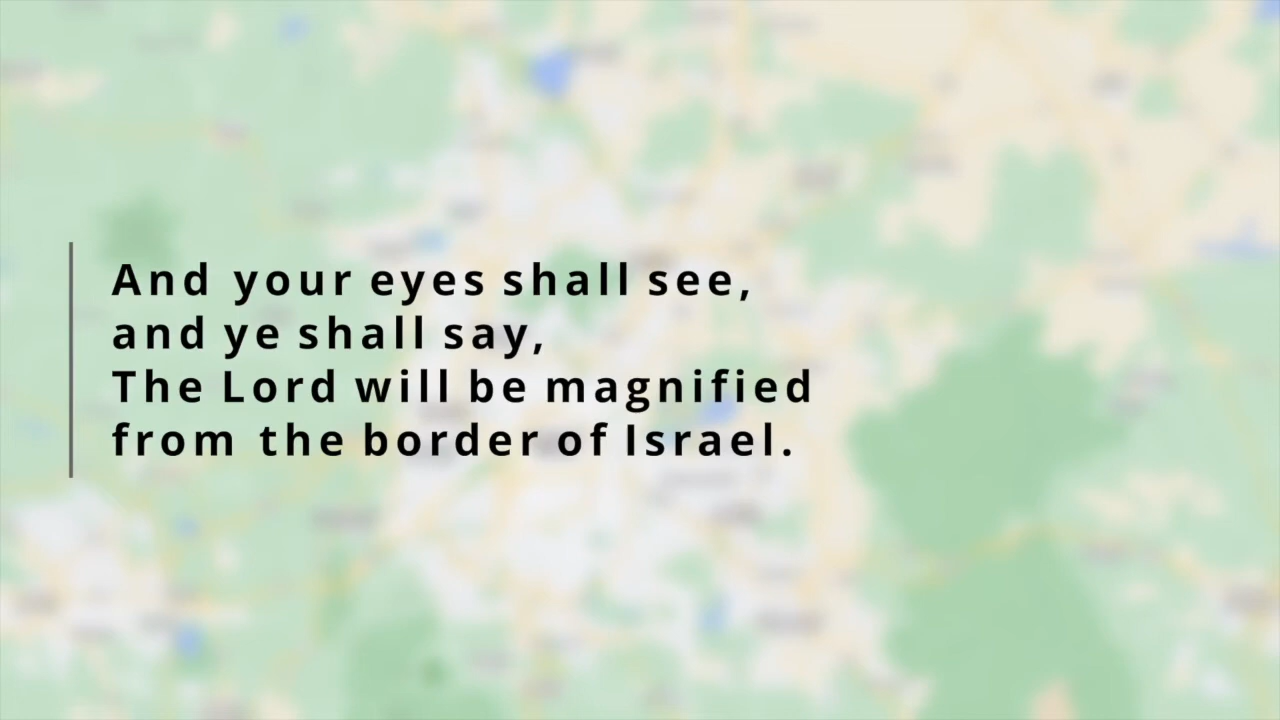 And your eyes shall see,
and ye shall say,
The Lord will be magnified
from the border of Israel.